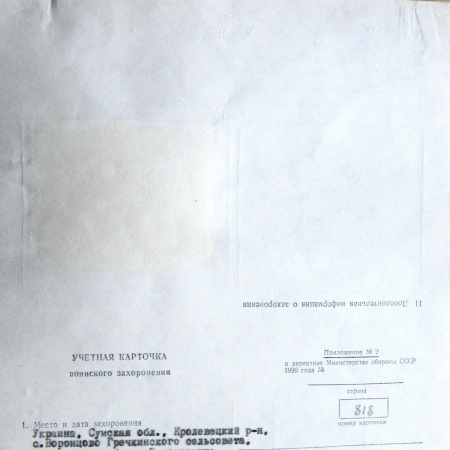 11. Дополнительная информация о захоронении
УЧЕТНАЯ КАРТОЧКА
воинского захоронения
Приложение № 2
к директиве Министерства обороны СССР
1990 года №
страна
818
номер карточки
1. Место и дата захоронения
Украина, Сумская обл., Кролевецкий р-н,
с.Воронцово Гречкинского сельсовета,